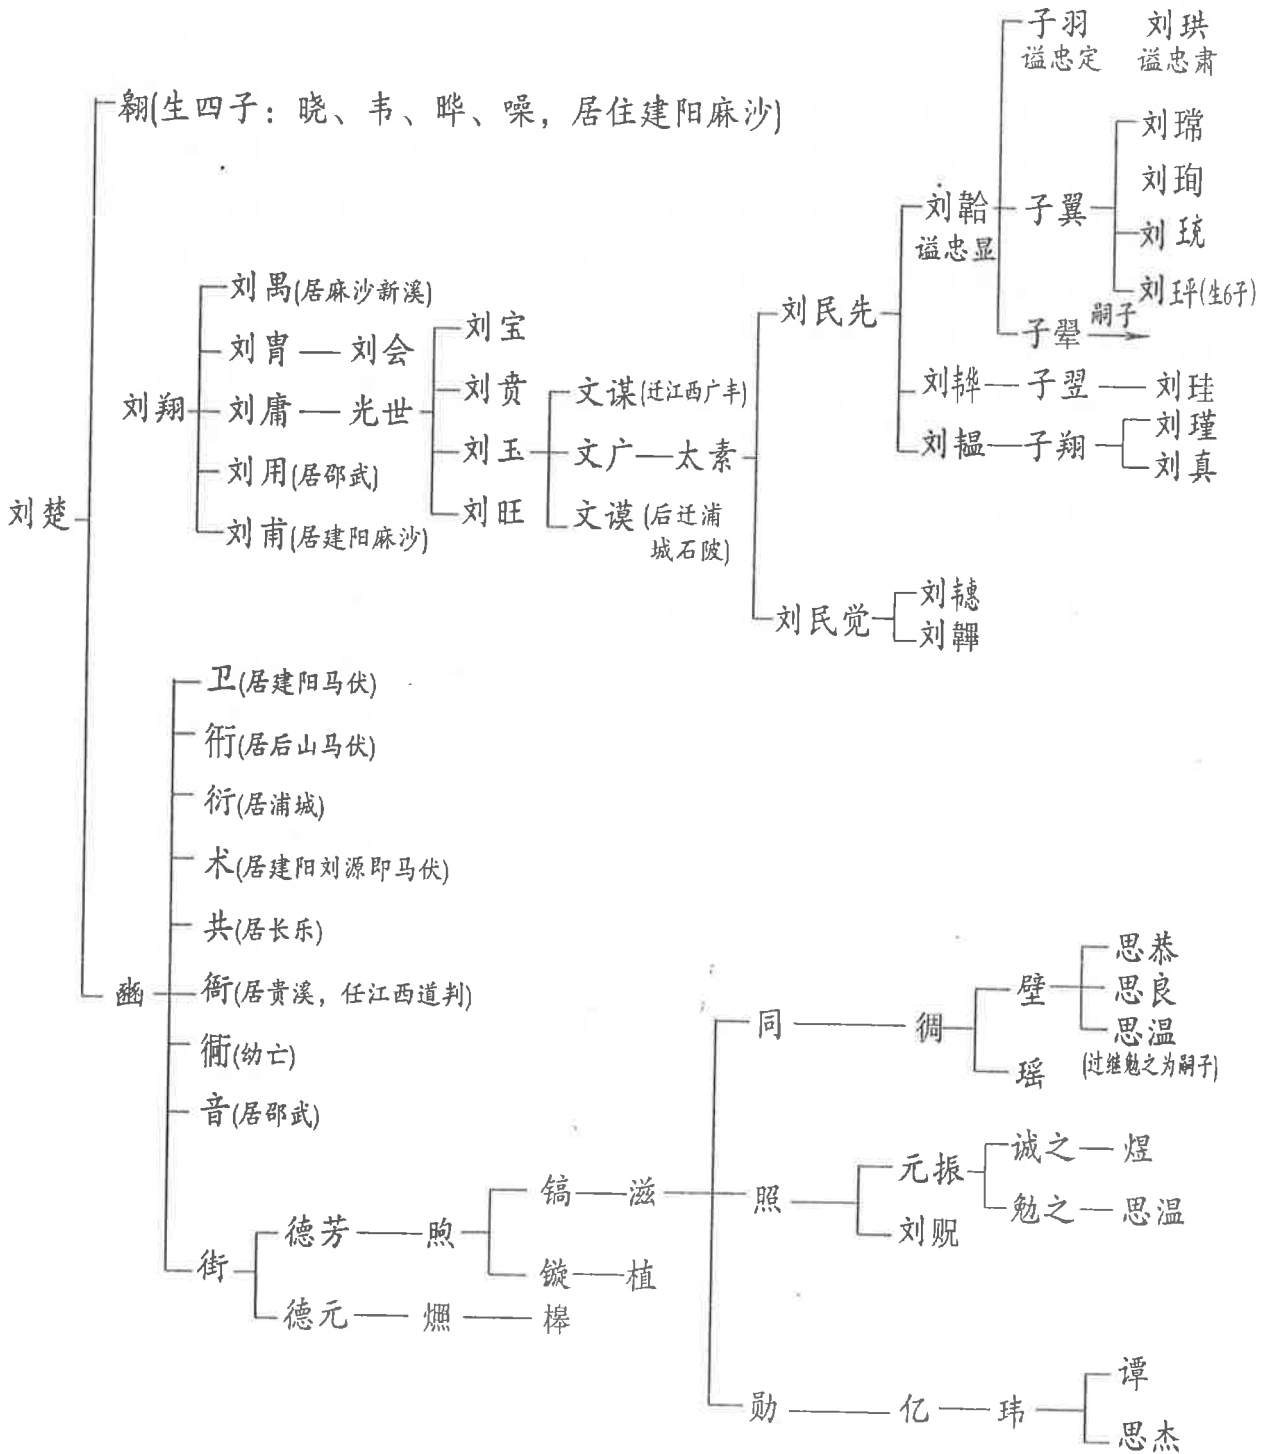 子羽 刘珙
谥忠定 谥忠肃
翱(生四子：晓、韦、晔、噪，居住建阳麻沙)
刘瑺
刘珣
刘韐 子翼
谥忠显
刘珫
刘玶(生6子)
刘禺(居麻沙新溪)
刘民先
嗣子
刘宝
子翚
刘胄 刘会
刘翔 刘庸 光世
刘贲
文谋(迁江西广丰)
刘韡 子翌 刘珪
刘瑾
刘玉 文广 太素
刘韫 子翔
刘真
刘用(居邵武)
刘楚
刘旺 文谟(后迁浦
城石陂)
刘甫(居建阳麻沙)
刘民觉
刘韢
刘韠
卫(居建阳马伏)
衎(居后山马伏)
衍(居浦城)
术(居建阳刘源即马伏)
共(居长乐)
豳 衙(居贵溪，任江西道判)
思恭
壁 思良
同 徟
思温
(过继勉之为嗣子)
瑶
(幼亡)
音(居邵武)
诚之 煜
元振
镐 滋 照
勉之 思温
德芳 煦
刘贶
街
镟 植
德元 槔
谭
勋 亿 玮
思杰